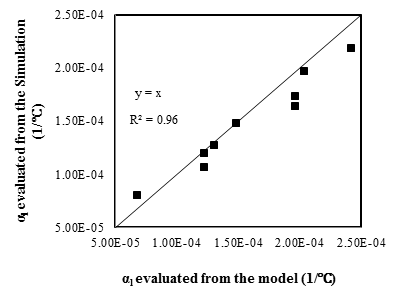 2.50E-04
2.00E-04
1.50E-04
1.00E-04
5.00E-05
αl evaluated from the Simulation
(1/℃)
y = x
R² = 0.96
5.00E-05 1.00E-04 1.50E-04 2.00E-04 2.50E-04
αl evaluated from the model (1/℃)